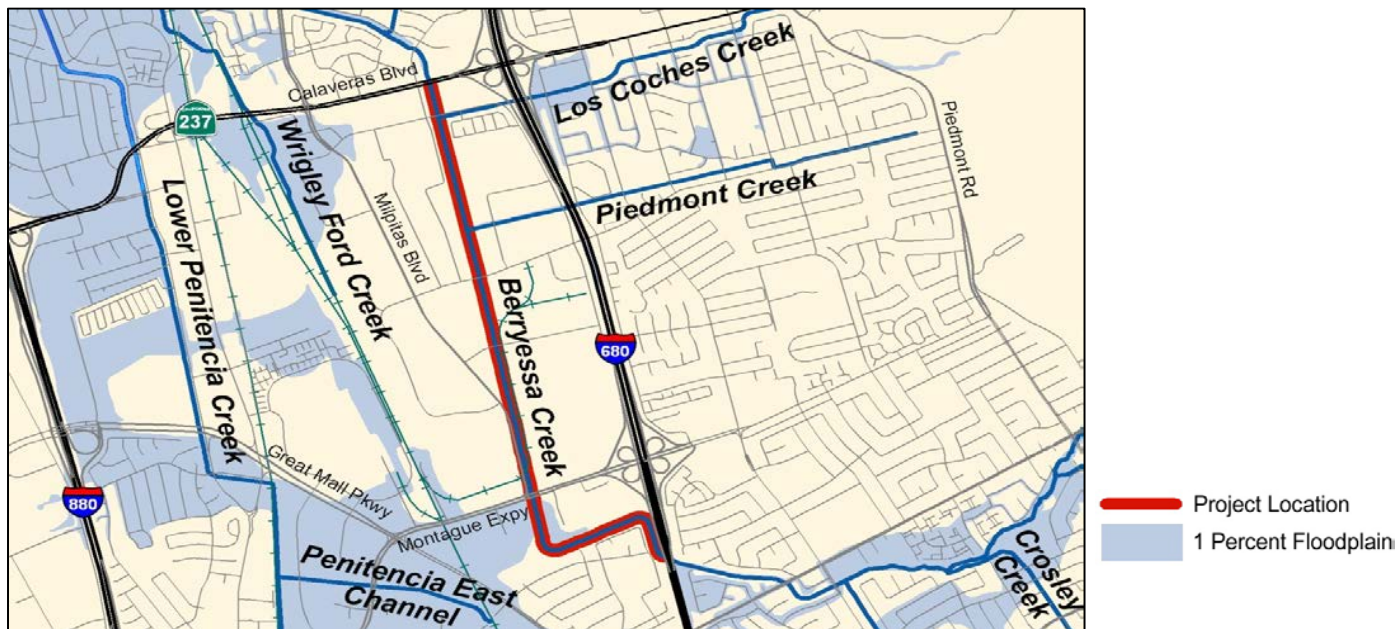 Calaveras Blvd
CALIFORNIA
237
Los Coches Creek
Piedmont Rd
Wrigley Ford Creek
Lower Penitencia Creek
Milpitas Blvd
Piedmont Creek
Berryessa Creek
680
Great Mall Pkwy
880
Montague Expy
Penitencia East
Channel
Crosley
Creek
Project Location
1 Percent Floodplain